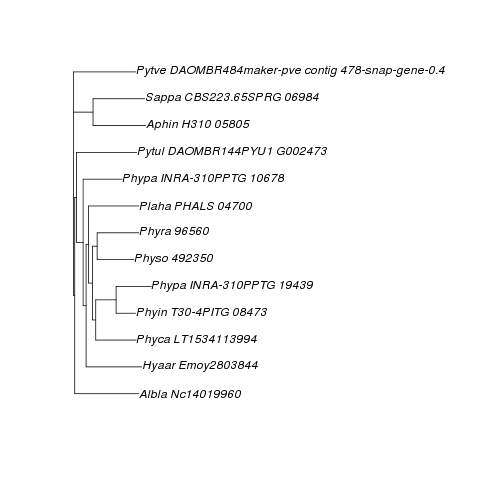 Pytve DAOMBR484maker-pve contig 478-snap-gene-0.4
Sappa CBS223.65SPRG 06984
Aphin H310 05805
Pytul DAOMBR144PYU1 G002473
Phypa INRA-310PPTG 10678
Plaha PHALS 04700
Phyra 96560
Physo 492350
Phypa INRA-310PPTG 19439
Phyin T30-4PITG 08473
Phyca LT1534113994
Hyaar Emoy2803844
Albla Nc14019960